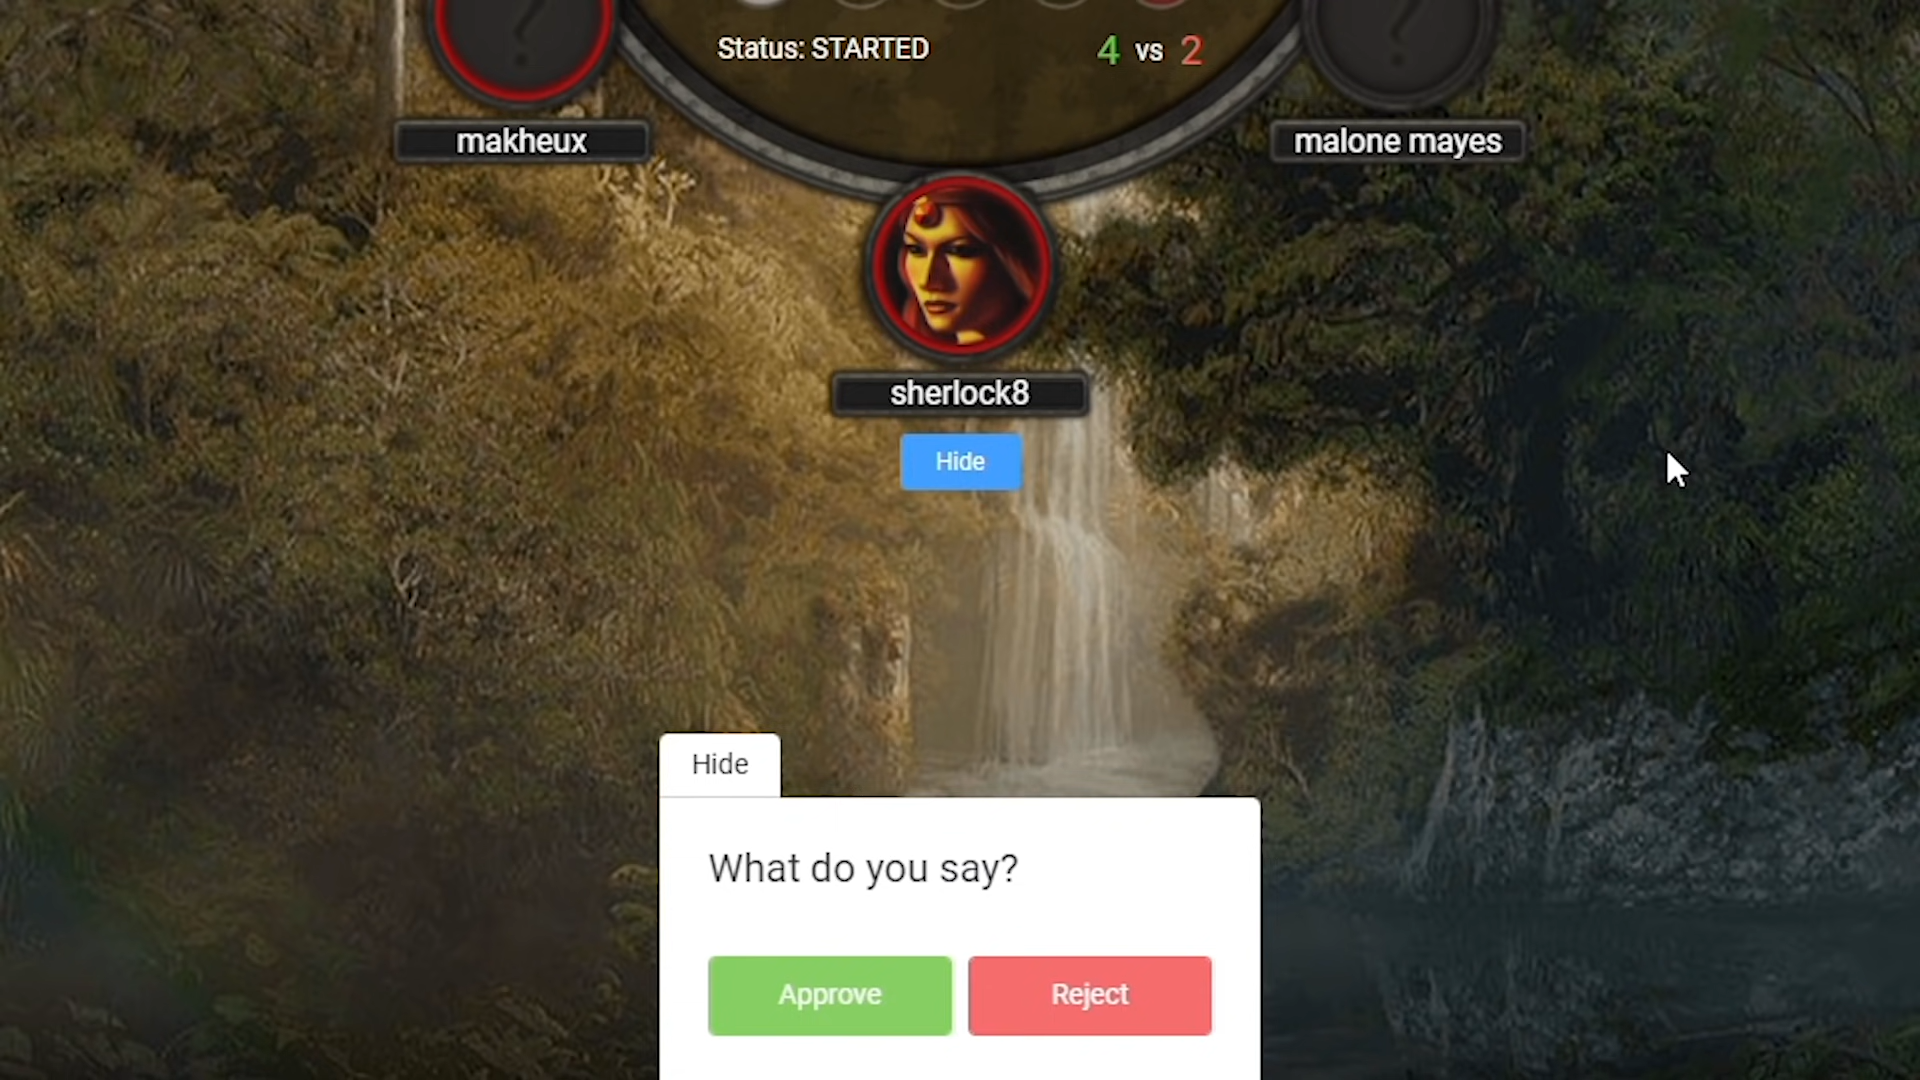 Status: STARTED
4 vs 2
makheux
malone mayes
sherlock8
Hide
Hide
What do you say?
Approve
Reject